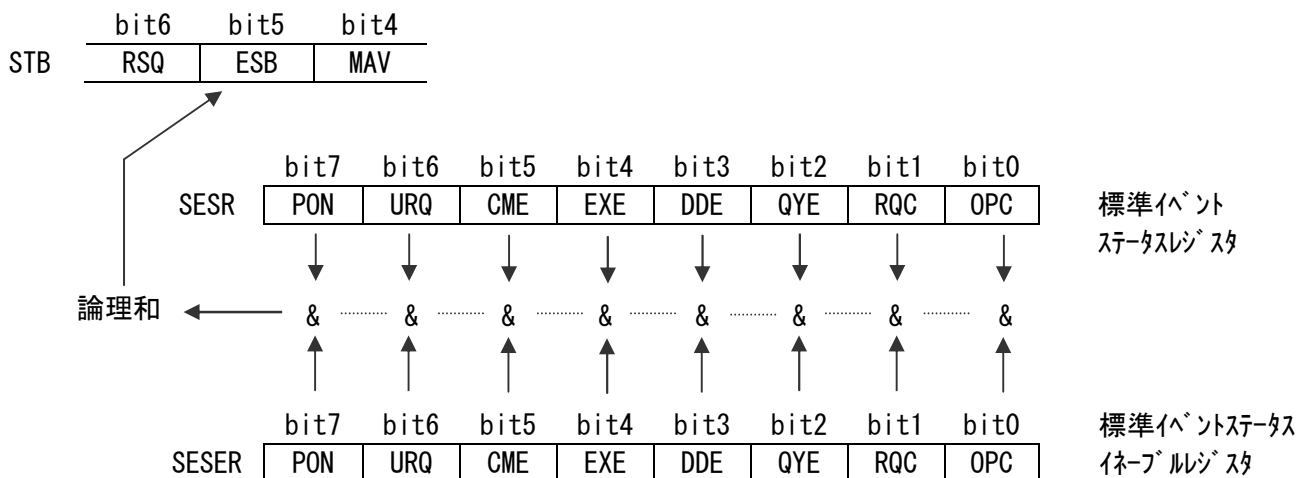 bit6 bit5 bit4
STB RSQ ESB MAV
bit7 bit6 bit5 bit4 bit3 bit2 bit1 bit0
SESR PON URQ CME EXE DDE QYE RQC OPC 標準ｲﾍﾞﾝﾄ
ｽﾃｰﾀｽﾚｼﾞｽﾀ
論理和 & & & & & & & &
bit7 bit6 bit5 bit4 bit3 bit2 bit1 bit0 標準ｲﾍﾞﾝﾄｽﾃｰﾀｽ
SESER PON URQ CME EXE DDE QYE RQC OPC ｲﾈｰﾌﾞﾙﾚｼﾞｽﾀ